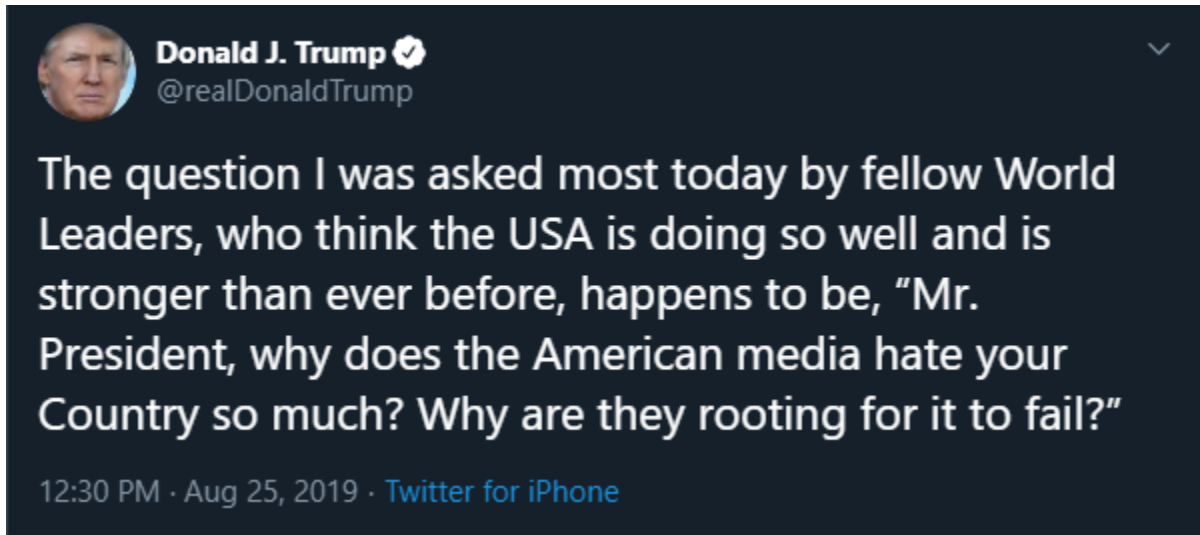 Donald J. Trump
@realDonaldTrump
The question I was asked most today by fellow World
Leaders, who think the USA is doing so well and is
stronger than ever before, happens to be, “Mr.
President, why does the American media hate your
Country so much? Why are they rooting for it to fail?”
12:30 PM · Aug 25, 2019 · Twitter for iPhone